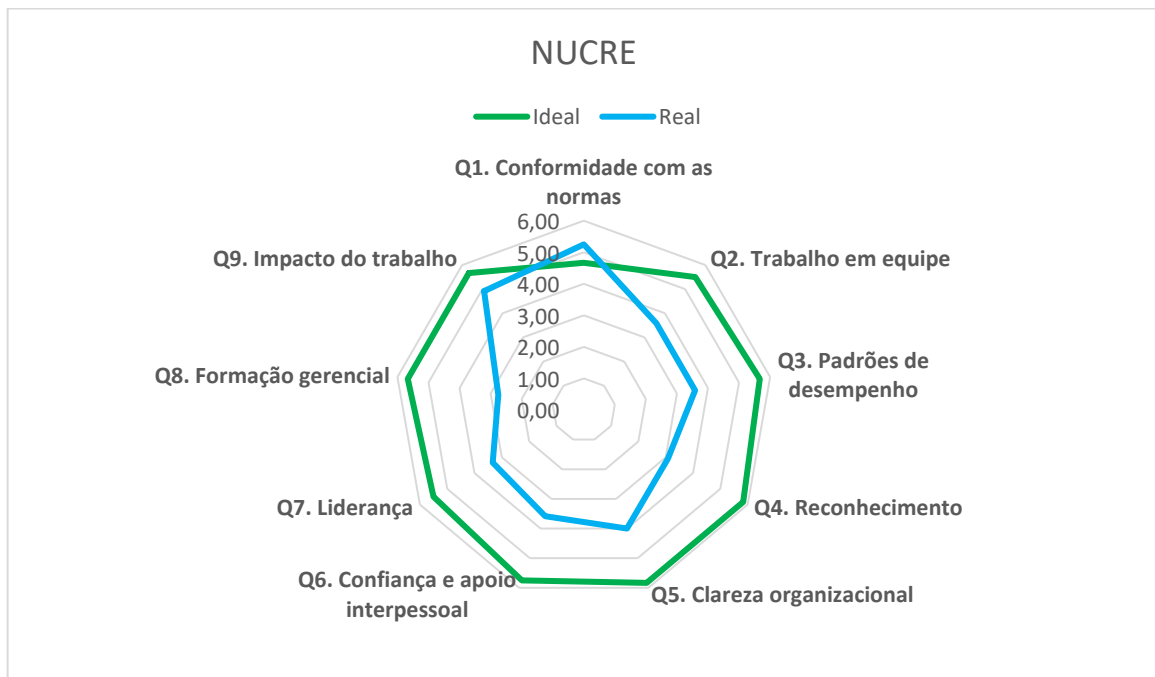 NUCRE
Ideal
Real
Q1. Conformidade com as
normas
Q2. Trabalho em equipe
Q3. Padrões de
desempenho
Q4. Reconhecimento
Q5. Clareza organizacional
Q6. Confiança e apoio
interpessoal
Q7. Liderança
Q8. Formação gerencial
Q9. Impacto do trabalho
6,00
5,00
4,00
3,00
2,00
1,00
0,00